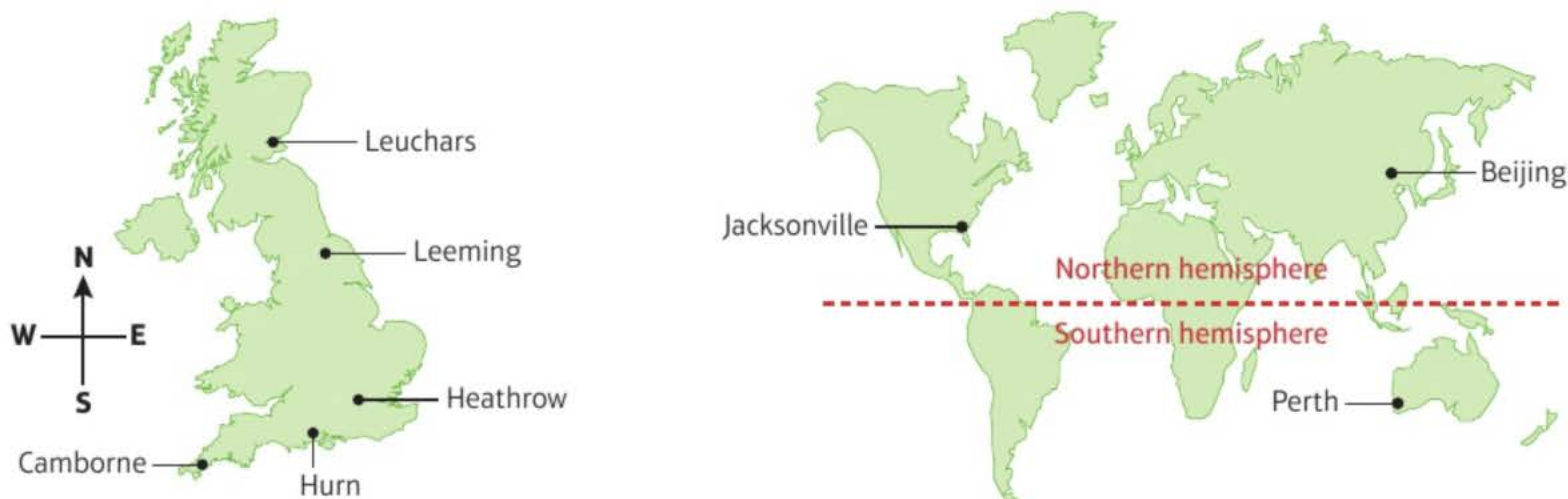 Leuchars
Leeming
N
W
E
S
Heathrow
Camborne
Hurn
Beijing
Jacksonville
Northern hemisphere
Southern hemisphere
Perth